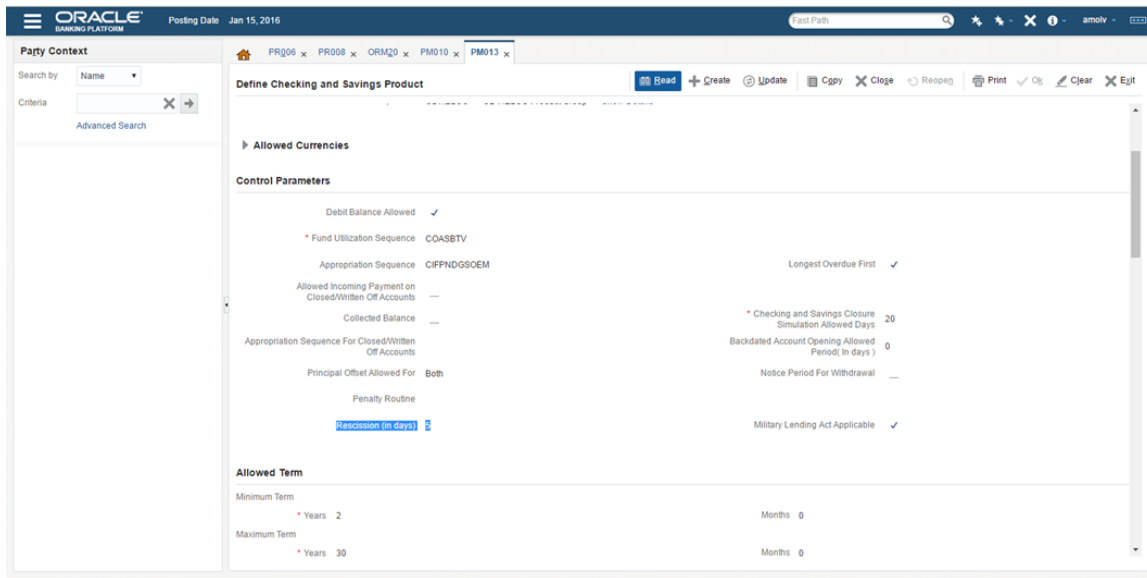 ORACLE
BANKING PLATFORM
Posting Date Jan 15, 2016
Fast Path
amolv
Party Context
Search by Name
Criteria
Advanced Search
PR006 x PR008 x ORM20 x PM010 x PM013 x
Define Checking and Savings Product
Read Create Update Copy Close Reopen Print Ok Clear Exit
Allowed Currencies
Control Parameters
Debit Balance Allowed ✓
* Fund Utilization Sequence COASBTV
Appropriation Sequence CIFPNDGSOEM Longest Overdue First ✓
Allowed Incoming Payment on
Closed/Written Off Accounts __
Collected Balance __ * Checking and Savings Closure
Simulation Allowed Days 20
Appropriation Sequence For Closed/Written
Off Accounts
Backdated Account Opening Allowed
Period( In days ) 0
Principal Offset Allowed For Both Notice Period For Withdrawal __
Penalty Routine
Rescission (in days) 5 Military Lending Act Applicable ✓
Allowed Term
Minimum Term
* Years 2 Months 0
Maximum Term
* Years 30 Months 0